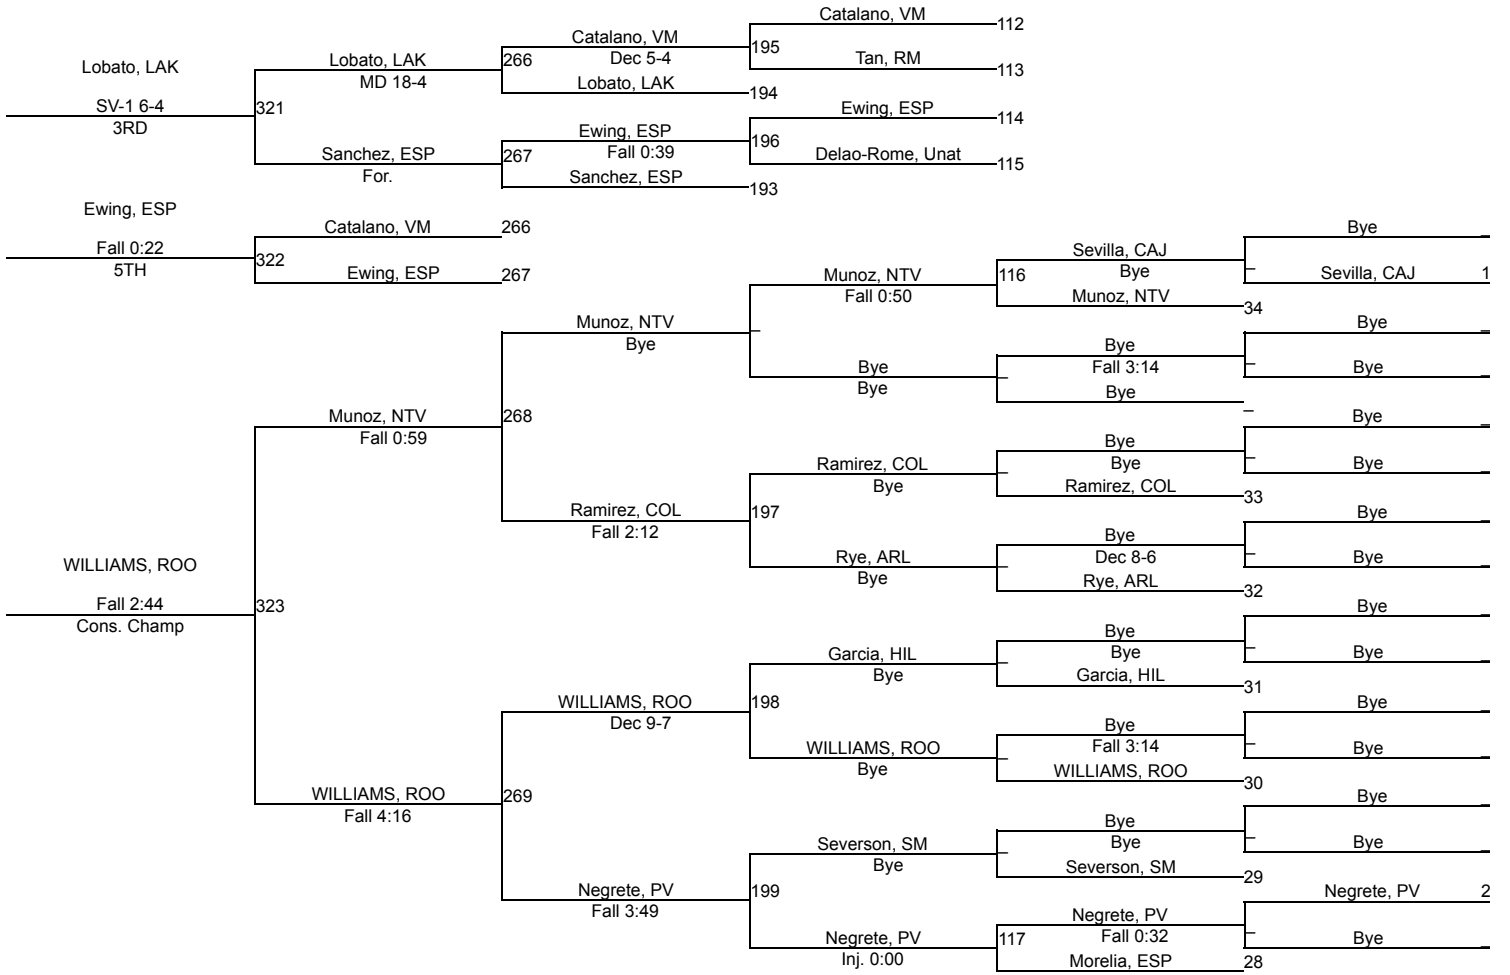 Catalano, VM
112
Catalano, VM
195
Dec 5-4
Lobato, LAK
266
Tan, RM
113
MD 18-4
Lobato, LAK
194
Lobato, LAK
SV-1 6-4
321
3RD
Ewing, ESP
114
Ewing, ESP
196
Fall 0:39
Sanchez, ESP
267
Delao-Rome, Unat
115
For.
Sanchez, ESP
193
Ewing, ESP
Fall 0:22
322
5TH
Catalano, VM
266
Ewing, ESP
267
Bye
Sevilla, CAJ
Bye
Sevilla, CAJ
1
Munoz, NTV
116
Fall 0:50
Munoz, NTV
34
Munoz, NTV
Bye
Bye
Bye
Fall 3:14
Bye
Bye
Bye
Bye
Munoz, NTV
268
Fall 0:59
Bye
Bye
Bye
Bye
Ramirez, COL
Bye
Ramirez, COL
33
Ramirez, COL
197
Fall 2:12
Bye
Bye
Dec 8-6
Bye
Rye, ARL
Bye
Rye, ARL
32
WILLIAMS, ROO
Fall 2:44
323
Cons. Champ
Bye
Bye
Bye
Bye
Garcia, HIL
Bye
Garcia, HIL
31
WILLIAMS, ROO
198
Dec 9-7
Bye
Bye
Fall 3:14
Bye
WILLIAMS, ROO
Bye
WILLIAMS, ROO
30
WILLIAMS, ROO
269
Fall 4:16
Bye
Bye
Bye
Bye
Severson, SM
Bye
Severson, SM
29
Negrete, PV
199
Fall 3:49
Negrete, PV
2
Negrete, PV
Fall 0:32
Bye
Negrete, PV
117
Inj. 0:00
Morelia, ESP
28